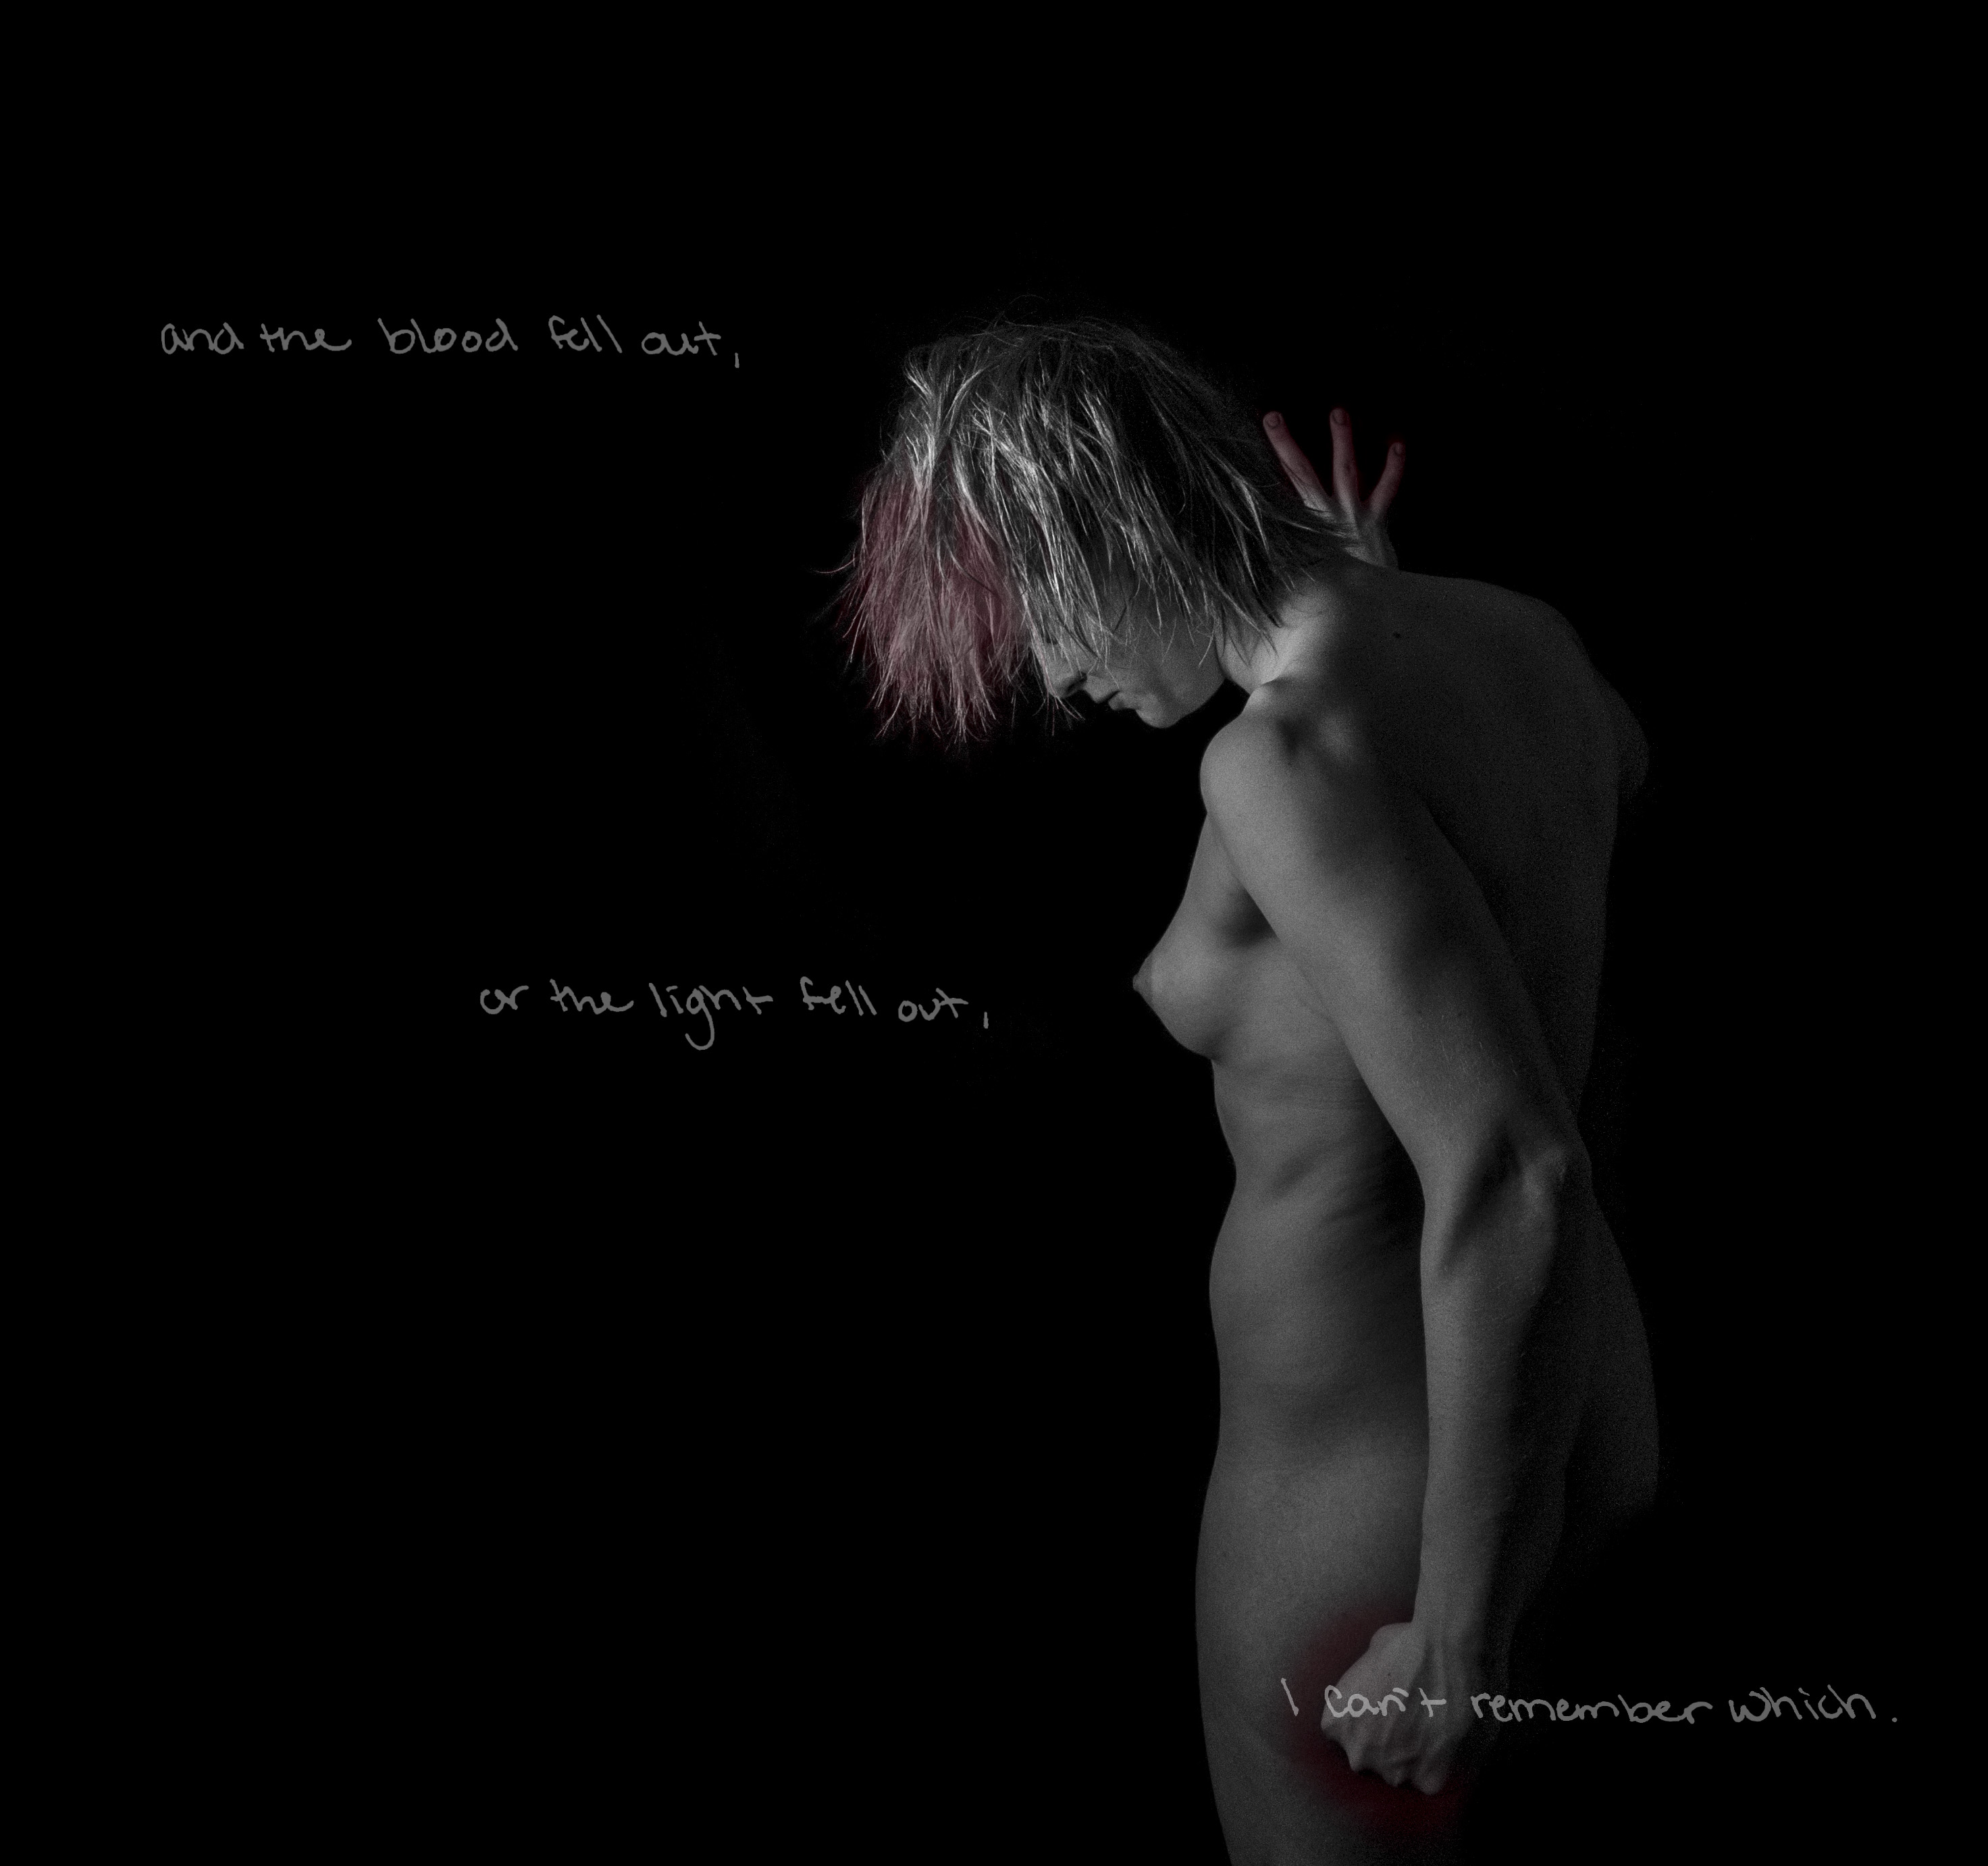 and the blood fell out,
or the light fell out,
I can't remember which.